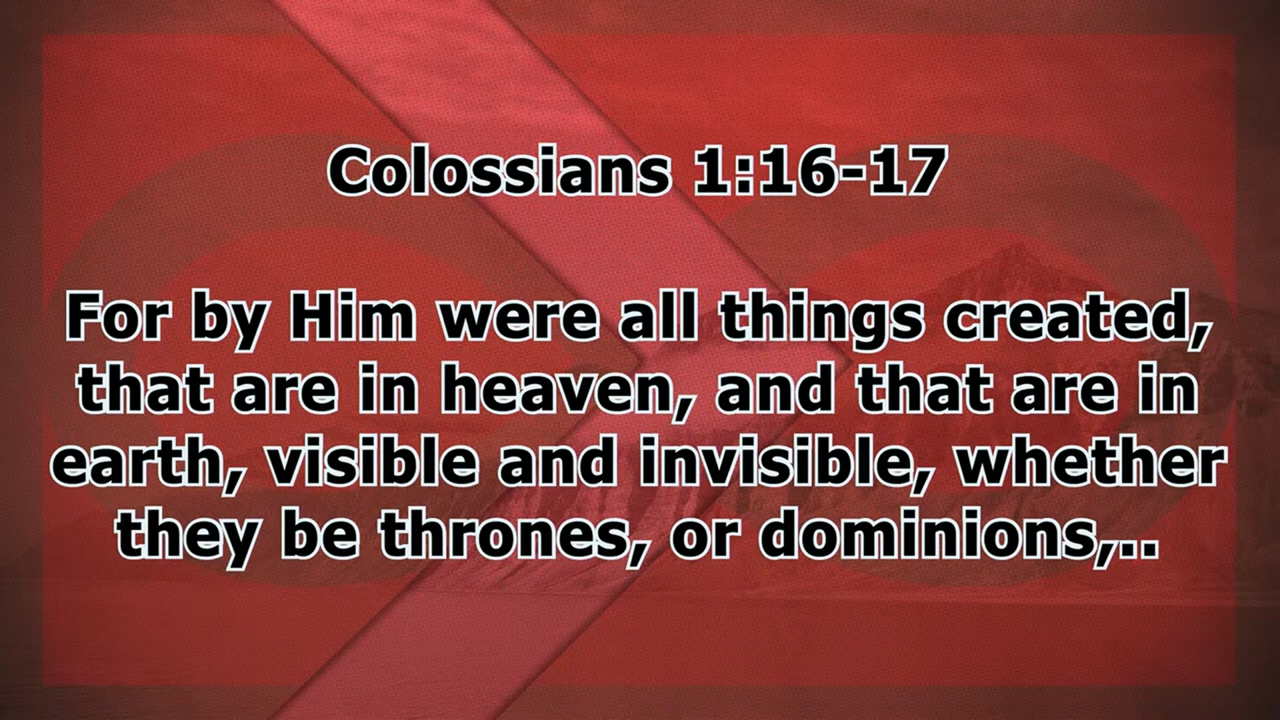 Colossians 1:16-17
For by Him were all things created,
that are in heaven, and that are in
earth, visible and invisible, whether
they be thrones, or dominions,..